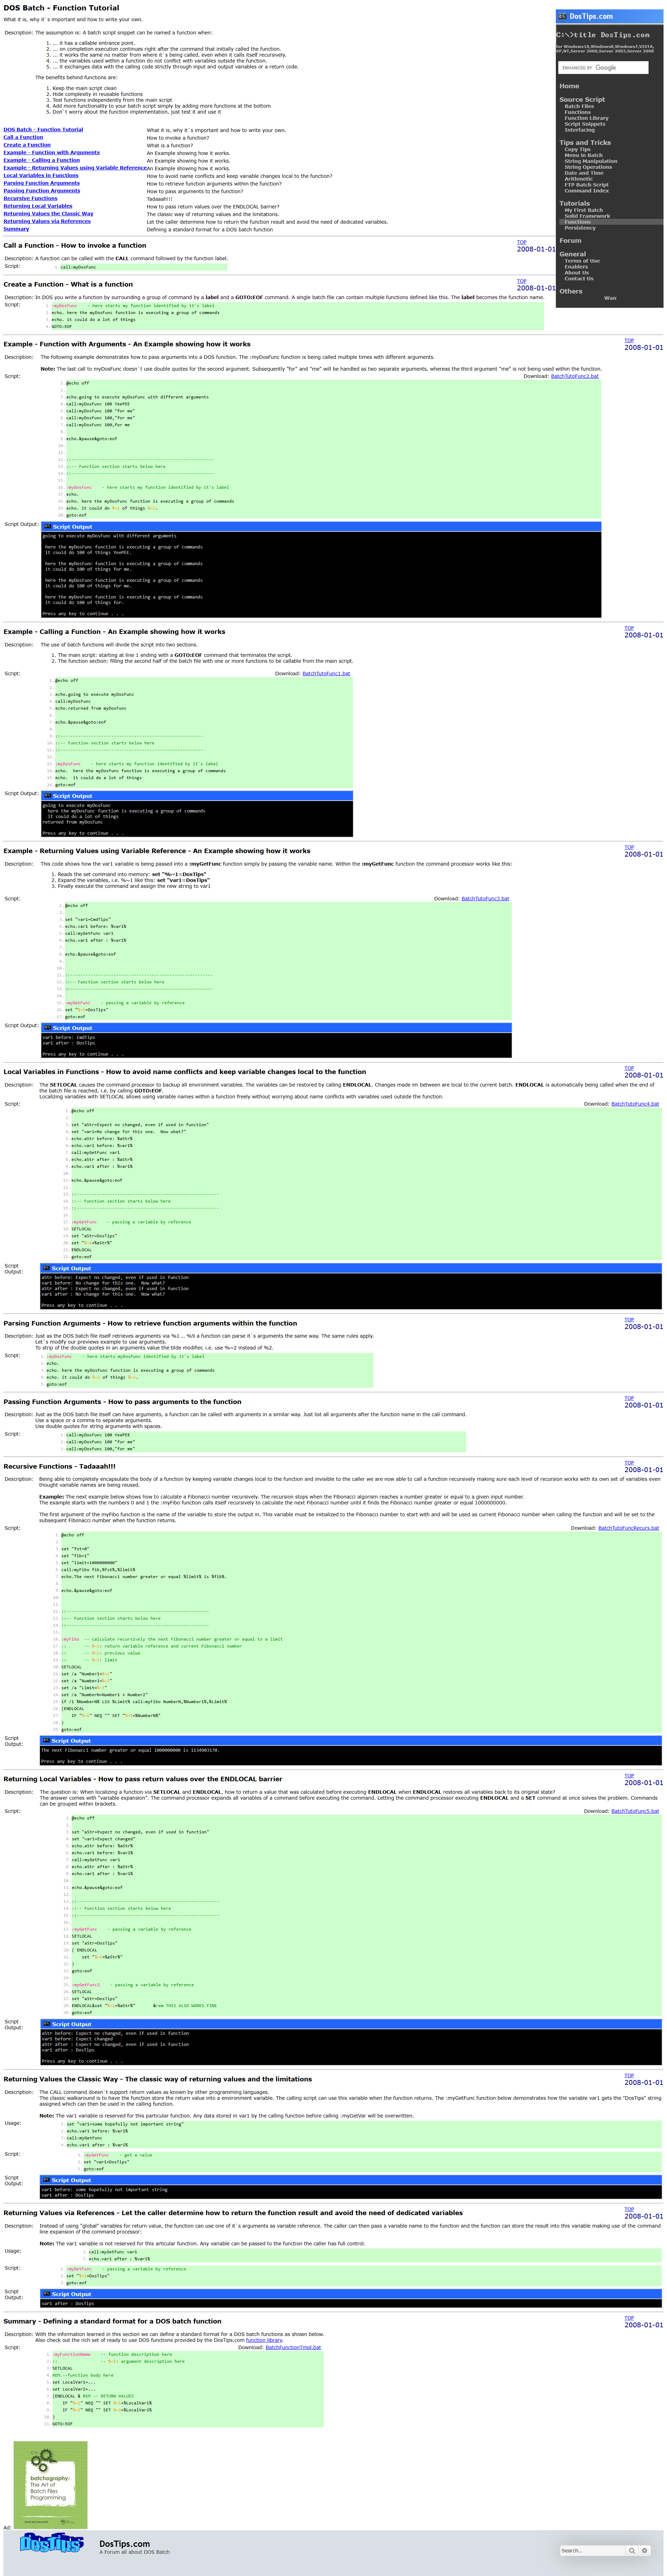 DOS Batch - Function Tutorial
What it is, why it`s important and how to write your own.
Description: The assumption is: A batch script snippet can be named a function when:
1. ... it has a callable entrance point.
2. ... on completion execution continues right after the command that initially called the function.
3. ... it works the same no matter from where it`s being called, even when it calls itself recursively.
4. ... the variables used within a function do not conflict with variables outside the function.
5. ... it exchanges data with the calling code strictly through input and output variables or a return code.
The benefits behind functions are:
1. Keep the main script clean
2. Hide complexity in reusable functions
3. Test functions independently from the main script
4. Add more functionality to your batch script simply by adding more functions at the bottom
5. Don`t worry about the function implementation, just test it and use it
DOS Batch - Function Tutorial What it is, why it`s important and how to write your own.
Call a Function How to invoke a function?
Create a Function What is a function?
Example - Function with Arguments An Example showing how it works.
Example - Calling a Function An Example showing how it works.
Example - Returning Values using Variable Reference An Example showing how it works.
Local Variables in Functions How to avoid name conflicts and keep variable changes local to the function?
Parsing Function Arguments How to retrieve function arguments within the function?
Passing Function Arguments How to pass arguments to the function?
Recursive Functions Tadaaah!!!
Returning Local Variables How to pass return values over the ENDLOCAL barrier?
Returning Values the Classic Way The classic way of returning values and the limitations.
Returning Values via References Let the caller determine how to return the function result and avoid the need of dedicated variables.
Summary Defining a standard format for a DOS batch function
DosTips.com
C:\>title DosTips.com
for Windows10,Windows8,Windows7,VISTA,
XP,NT,Server 2008,Server 2003,Server 2008
ENHANCED BY Google
Home
Source Script
Batch Files
Functions
Function Library
Script Snippets
Interfacing
Tips and Tricks
Copy Tips
Menu in Batch
String Manipulation
String Operations
Date and Time
Arithmetic
FTP Batch Script
Command Index
Tutorials
My First Batch
Solid Framework
Functions
Persistency
Forum
General
Terms of Use
Enablers
About Us
Contact Us
Others
Wan
Call a Function - How to invoke a function
TOP
2008-01-01
Description: A function can be called with the CALL command followed by the function label.
Script:
1. call:myDosFunc
Create a Function - What is a function
TOP
2008-01-01
Description: In DOS you write a function by surrounding a group of command by a label and a GOTO:EOF command. A single batch file can contain multiple functions defined like this. The label becomes the function name.
Script:
1. :myDosFunc    - here starts my function identified by it`s label
2. echo. here the myDosFunc function is executing a group of commands
3. echo. it could do a lot of things
4. GOTO:EOF
Example - Function with Arguments - An Example showing how it works
TOP
2008-01-01
Description: The following example demonstrates how to pass arguments into a DOS function. The :myDosFunc function is being called multiple times with different arguments.
Note: The last call to myDosFunc doesn`t use double quotes for the second argument. Subsequently "for" and "me" will be handled as two separate arguments, whereas the third argument "me" is not being used within the function.
Script: Download: BatchTutoFunc2.bat
1. @echo off
2.
3. echo.going to execute myDosFunc with different arguments
4. call:myDosFunc 100 YeePEE
5. call:myDosFunc 100 "for me"
6. call:myDosFunc 100,"for me"
7. call:myDosFunc 100,for me
8.
9. echo.&pause&goto:eof
10.
11.
12. ::--------------------------------------------------------
13. ::-- Function section starts below here
14. ::--------------------------------------------------------
15.
16. :myDosFunc    - here starts my function identified by it's label
17. echo.
18. echo. here the myDosFunc function is executing a group of commands
19. echo. it could do %~1 of things %~2.
20. goto:eof
Script Output:
Script Output
going to execute myDosFunc with different arguments
here the myDosFunc function is executing a group of commands
it could do 100 of things YeePEE.
here the myDosFunc function is executing a group of commands
it could do 100 of things for me.
here the myDosFunc function is executing a group of commands
it could do 100 of things for me.
here the myDosFunc function is executing a group of commands
it could do 100 of things for.
Press any key to continue . . .
Example - Calling a Function - An Example showing how it works
TOP
2008-01-01
Description: The use of batch functions will divide the script into two sections.
1. The main script: starting at line 1 ending with a GOTO:EOF command that terminates the script.
2. The function section: filling the second half of the batch file with one or more functions to be callable from the main script.
Script: Download: BatchTutoFunc1.bat
1. @echo off
2.
3. echo.going to execute myDosFunc
4. call:myDosFunc
5. echo.returned from myDosFunc
6.
7. echo.&pause&goto:eof
8.
9. ::--------------------------------------------------------
10. ::-- Function section starts below here
11. ::--------------------------------------------------------
12.
13. :myDosFunc    - here starts my function identified by it`s label
14. echo.  here the myDosFunc function is executing a group of commands
15. echo.  it could do a lot of things
16. goto:eof
Script Output:
Script Output
going to execute myDosFunc
here the myDosFunc function is executing a group of commands
it could do a lot of things
returned from myDosFunc
Press any key to continue . . .
Example - Returning Values using Variable Reference - An Example showing how it works
TOP
2008-01-01
Description: This code shows how the var1 variable is being passed into a :myGetFunc function simply by passing the variable name. Within the :myGetFunc function the command processor works like this:
1. Reads the set command into memory: set "%~1=DosTips"
2. Expand the variables, i.e. %~1 like this: set "var1=DosTips"
3. Finally execute the command and assign the new string to var1
Script: Download: BatchTutoFunc3.bat
1. @echo off
2.
3. set "var1=CmdTips"
4. echo.var1 before: %var1%
5. call:myGetFunc var1
6. echo.var1 after : %var1%
7.
8. echo.&pause&goto:eof
9.
10.
11. ::--------------------------------------------------------
12. ::-- Function section starts below here
13. ::--------------------------------------------------------
14.
15. :myGetFunc    - passing a variable by reference
16. set "%~1=DosTips"
17. goto:eof
Script Output:
Script Output
var1 before: CmdTips
var1 after : DosTips
Press any key to continue . . .
Local Variables in Functions - How to avoid name conflicts and keep variable changes local to the function
TOP
2008-01-01
Description: The SETLOCAL causes the command processor to backup all environment variables. The variables can be restored by calling ENDLOCAL. Changes made im between are local to the current batch. ENDLOCAL is automatically being called when the end of
the batch file is reached, i.e. by calling GOTO:EOF.
Localizing variables with SETLOCAL allows using variable names within a function freely without worrying about name conflicts with variables used outside the function.
Script: Download: BatchTutoFunc4.bat
1. @echo off
2.
3. set "aStr=Expect no changed, even if used in function"
4. set "var1=No change for this one.  Now what?"
5. echo.aStr before: %aStr%
6. echo.var1 before: %var1%
7. call:myGetFunc var1
8. echo.aStr after : %aStr%
9. echo.var1 after : %var1%
10.
11. echo.&pause&goto:eof
12.
13. ::--------------------------------------------------------
14. ::-- Function section starts below here
15. ::--------------------------------------------------------
16.
17. :myGetFunc    - passing a variable by reference
18. SETLOCAL
19. set "aStr=DosTips"
20. set "%~1=%aStr%"
21. ENDLOCAL
22. goto:eof
Script Output:
Script Output
aStr before: Expect no changed, even if used in function
var1 before: No change for this one.  Now what?
aStr after : Expect no changed, even if used in function
var1 after : No change for this one.  Now what?
Press any key to continue . . .
Parsing Function Arguments - How to retrieve function arguments within the function
TOP
2008-01-01
Description: Just as the DOS batch file itself retrieves arguments via %1 … %9 a function can parse it`s arguments the same way. The same rules apply.
Let`s modify our previews example to use arguments.
To strip of the double quotes in an arguments value the tilde modifier, i.e. use %~2 instead of %2.
Script:
1. :myDosFunc    - here starts myDosFunc identified by it`s label
2. echo.
3. echo. here the myDosFunc function is executing a group of commands
4. echo. it could do %~1 of things %~2.
5. goto:eof
Passing Function Arguments - How to pass arguments to the function
TOP
2008-01-01
Description: Just as the DOS batch file itself can have arguments, a function can be called with arguments in a similar way. Just list all arguments after the function name in the call command.
Use a space or a comma to separate arguments.
Use double quotes for string arguments with spaces.
Script:
1. call:myDosFunc 100 YeePEE
2. call:myDosFunc 100 "for me"
3. call:myDosFunc 100,"for me"
Recursive Functions - Tadaaah!!!
TOP
2008-01-01
Description: Being able to completely encapsulate the body of a function by keeping variable changes local to the function and invisible to the caller we are now able to call a function recursively making sure each level of recursion works with its own set of variables even
thought variable names are being reused.
Example: The next example below shows how to calculate a Fibonacci number recursively. The recursion stops when the Fibonacci algorism reaches a number greater or equal to a given input number.
The example starts with the numbers 0 and 1 the :myFibo function calls itself recursively to calculate the next Fibonacci number until it finds the Fibonacci number greater or equal 1000000000.
The first argument of the myFibo function is the name of the variable to store the output in. This variable must be initialized to the Fibonacci number to start with and will be used as current Fibonacci number when calling the function and will be set to the
subsequent Fibonacci number when the function returns.
Script: Download: BatchTutoFuncRecurs.bat
1. @echo off
2.
3. set "fst=0"
4. set "fib=1"
5. set "limit=1000000000"
6. call:myFibo fib,%fst%,%limit%
7. echo.The next Fibonacci number greater or equal %limit% is %fib%.
8.
9. echo.&pause&goto:eof
10.
11.
12. ::--------------------------------------------------------
13. ::-- Function section starts below here
14. ::--------------------------------------------------------
15.
16. :myFibo  -- calculate recursively the next Fibonacci number greater or equal to a limit
17. ::       -- %~1: return variable reference and current Fibonacci number
18. ::       -- %~2: previous value
19. ::       -- %~3: limit
20. SETLOCAL
21. set /a "Number1=%~1"
22. set /a "Number2=%~2"
23. set /a "Limit=%~3"
24. set /a "NumberN=Number1 + Number2"
25. if /i %NumberN% LSS %Limit% call:myFibo NumberN,%Number1%,%Limit%
26. (ENDLOCAL
27. IF "%~1" NEQ "" SET "%~1=%NumberN%"
28. )
29. goto:eof
Script Output:
Script Output
The next Fibonacci number greater or equal 1000000000 is 1134903170.
Press any key to continue . . .
Returning Local Variables - How to pass return values over the ENDLOCAL barrier
TOP
2008-01-01
Description: The question is: When localizing a function via SETLOCAL and ENDLOCAL, how to return a value that was calculated before executing ENDLOCAL when ENDLOCAL restores all variables back to its original state?
The answer comes with "variable expansion". The command processor expands all variables of a command before executing the command. Letting the command processor executing ENDLOCAL and a SET command at once solves the problem. Commands
can be grouped within brackets.
Script: Download: BatchTutoFunc5.bat
1. @echo off
2.
3. set "aStr=Expect no changed, even if used in function"
4. set "var1=Expect changed"
5. echo.aStr before: %aStr%
6. echo.var1 before: %var1%
7. call:myGetFunc var1
8. echo.aStr after : %aStr%
9. echo.var1 after : %var1%
10.
11. echo.&pause&goto:eof
12.
13. ::--------------------------------------------------------
14. ::-- Function section starts below here
15. ::--------------------------------------------------------
16.
17. :myGetFunc    - passing a variable by reference
18. SETLOCAL
19. set "aStr=DosTips"
20. ( ENDLOCAL
21. set "%~1=%aStr%"
22. )
23. goto:eof
24.
25. :myGetFunc2    - passing a variable by reference
26. SETLOCAL
27. set "aStr=DosTips"
28. ENDLOCAL&set "%~1=%aStr%"       &rem THIS ALSO WORKS FINE
29. goto:eof
Script Output:
Script Output
aStr before: Expect no changed, even if used in function
var1 before: Expect changed
aStr after : Expect no changed, even if used in function
var1 after : DosTips
Press any key to continue . . .
Returning Values the Classic Way - The classic way of returning values and the limitations
TOP
2008-01-01
Description: The CALL command doesn`t support return values as known by other programming languages.
The classic walkaround is to have the function store the return value into a environment variable. The calling script can use this variable when the function returns. The :myGetFunc function below demonstrates how the variable var1 gets the "DosTips" string
assigned which can then be used in the calling function.
Note: The var1 variable is reserved for this particular function. Any data stored in var1 by the calling function before calling :myGetVar will be overwritten.
Usage:
1. set "var1=some hopefully not important string"
2. echo.var1 before: %var1%
3. call:myGetFunc
4. echo.var1 after : %var1%
Script:
1. :myGetFunc    - get a value
2. set "var1=DosTips"
3. goto:eof
Script Output:
Script Output
var1 before: some hopefully not important string
var1 after : DosTips
Returning Values via References - Let the caller determine how to return the function result and avoid the need of dedicated variables
TOP
2008-01-01
Description: Instead of using "global" variables for return value, the function can use one of it`s arguments as variable reference. The caller can then pass a variable name to the function and the function can store the result into this variable making use of the command
line expansion of the command processor:
Note: The var1 variable is not reserved for this articular function. Any variable can be passed to the function the caller has full control.
Usage:
1. call:myGetFunc var1
2. echo.var1 after : %var1%
Script:
1. :myGetFunc    - passing a variable by reference
2. set "%~1=DosTips"
3. goto:eof
Script Output:
Script Output
var1 after : DosTips
Summary - Defining a standard format for a DOS batch function
TOP
2008-01-01
Description: With the information learned in this section we can define a standard format for a DOS batch functions as shown below.
Also check out the rich set of ready to use DOS functions provided by the DosTips.com function library.
Script: Download: BatchFunctionTmpl.bat
1. :myFunctionName    -- function description here
2. ::                 -- %~1: argument description here
3. SETLOCAL
4. REM.--function body here
5. set LocalVar1=...
6. set LocalVar2=...
7. (ENDLOCAL & REM -- RETURN VALUES
8. IF "%~1" NEQ "" SET %~1=%LocalVar1%
9. IF "%~2" NEQ "" SET %~2=%LocalVar2%
10. )
11. GOTO:EOF
Ad:
batchography:
The Art of
Batch Files
Programming
DosTips
DosTips.com
A Forum all about DOS Batch
Search...